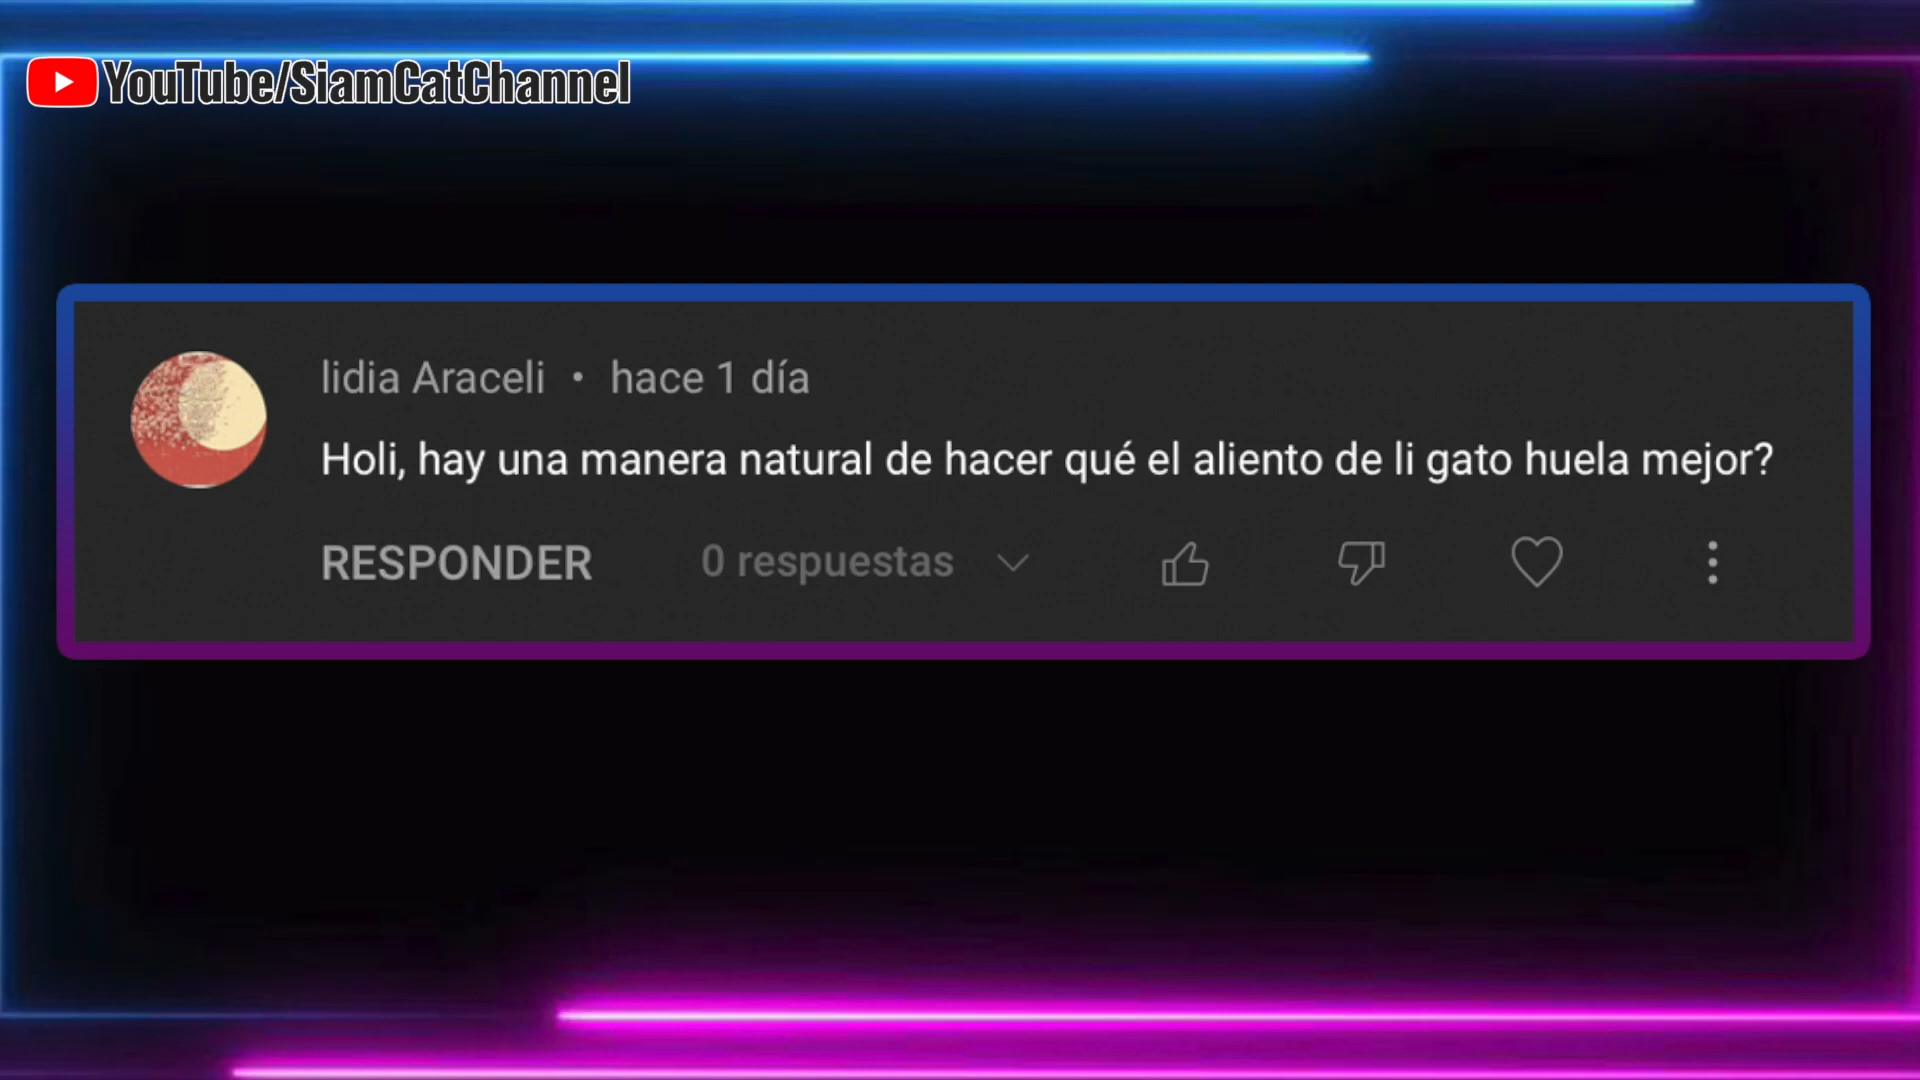 YouTube/SiamCatChannel
lidia Araceli • hace 1 día
Holi, hay una manera natural de hacer qué el aliento de li gato huela mejor?
RESPONDER 0 respuestas